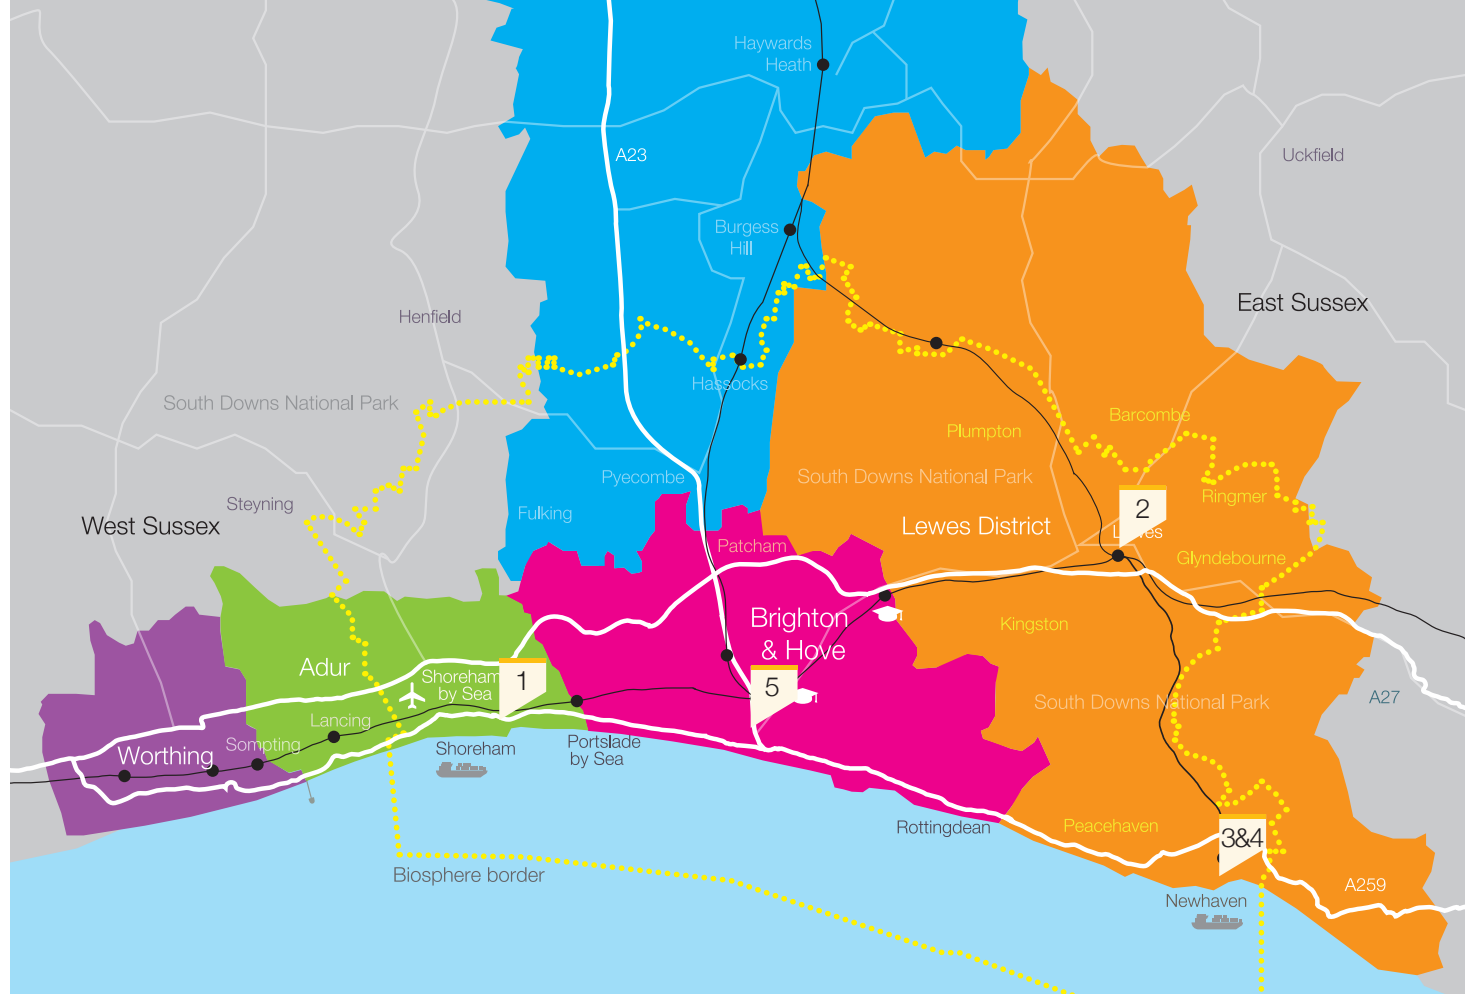 Haywards
Heath
A23
Uckfield
Burgess
Hill
East Sussex
Henfield
Hassocks
South Downs National Park
Barcombe
Plumpton
Pyecombe
South Downs National Park
Steyning
Ringmer
West Sussex
Fulking
Lewes District
2
Lewes
Patcham
Glyndebourne
Brighton
& Hove
Kingston
Adur
Shoreham
by Sea
1
5
South Downs National Park
A27
Lancing
Sompting
Worthing
Shoreham
Portslade
by Sea
Rottingdean
Peacehaven
3&4
Biosphere border
A259
Newhaven